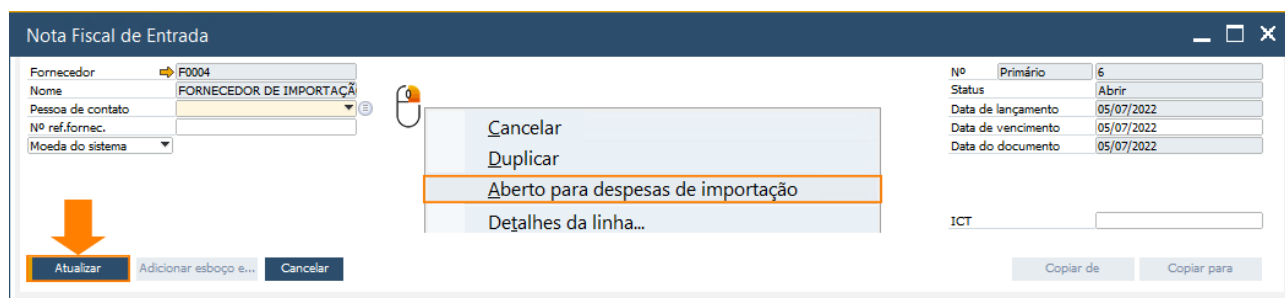 Nota Fiscal de Entrada
Fornecedor F0004
Nome FORNECEDOR DE IMPORTAÇÃ
Pessoa de contato
Nº ref.fornec.
Moeda do sistema
Cancelar
Duplicar
Aberto para despesas de importação
Detalhes da linha...
Nº Primário 6
Status Abrir
Data de lançamento 05/07/2022
Data de vencimento 05/07/2022
Data do documento 05/07/2022
ICT
Atualizar Adicionar esboço e... Cancelar Copiar de Copiar para